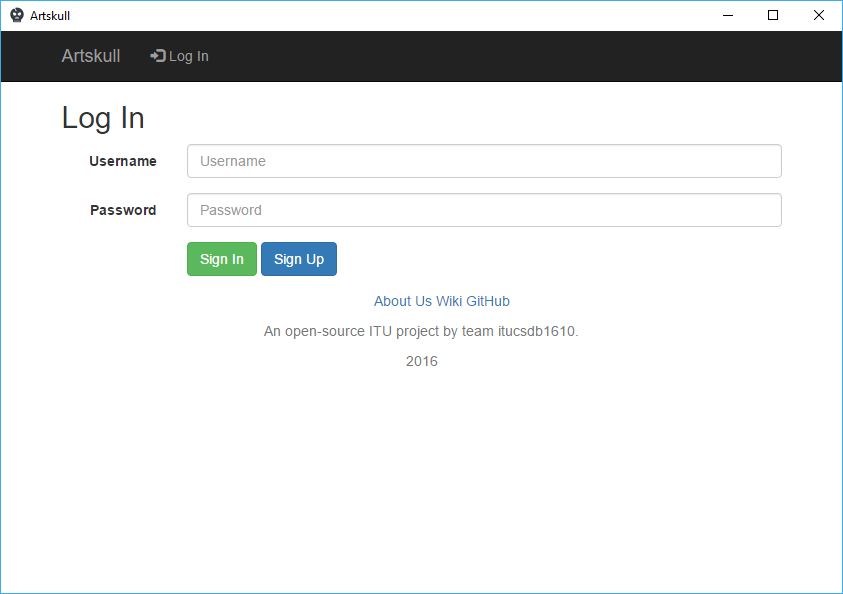 Artskull
Artskull Log In
Log In
Username Username
Password Password
Sign In Sign Up
About Us Wiki GitHub
An open-source ITU project by team itucsdb1610.
2016